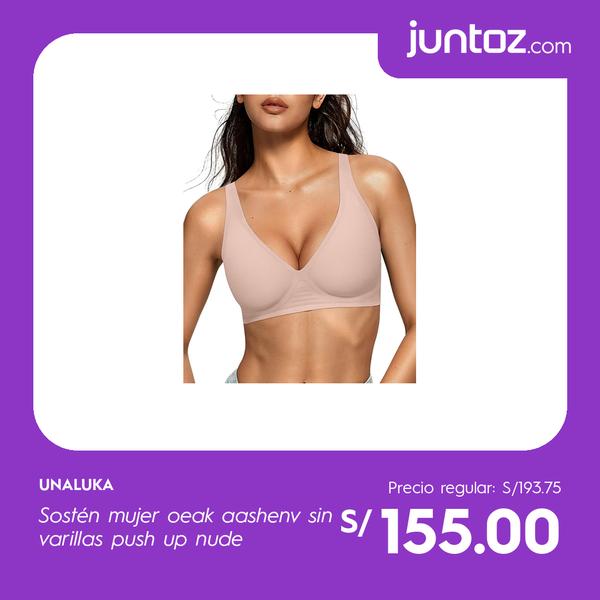 juntoz.com
UNALUKA
Precio regular: S/193.75
Sostén mujer oeak aashenv sin
varillas push up nude
S/155.00